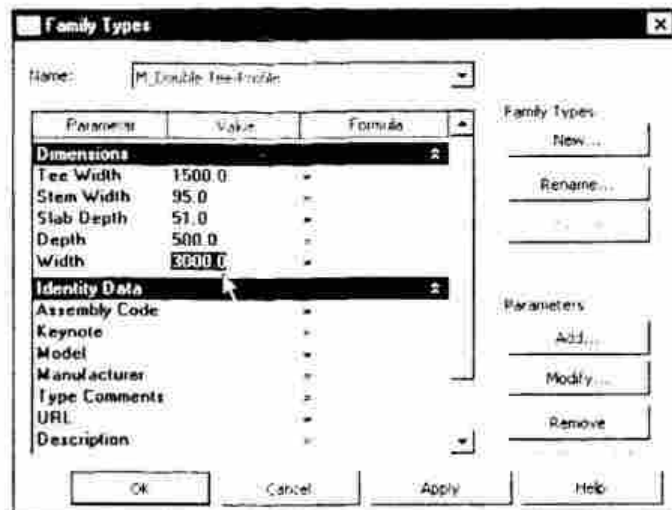 Family Types
Name: M_Double Tee-Profile
Parameter Value Formula
Family Types
New...
Dimensions
Tee Width 1500.0 =
Rename...
Stem Width 95.0 =
Slab Depth 51.0 =
Depth 500.0 =
Width 3000.0 =
Identity Data
Parameters
Assembly Code =
Add...
Keynote =
Model =
Modify...
Manufacturer =
Type Comments =
Remove
URL =
Description =
OK Cancel Apply Help